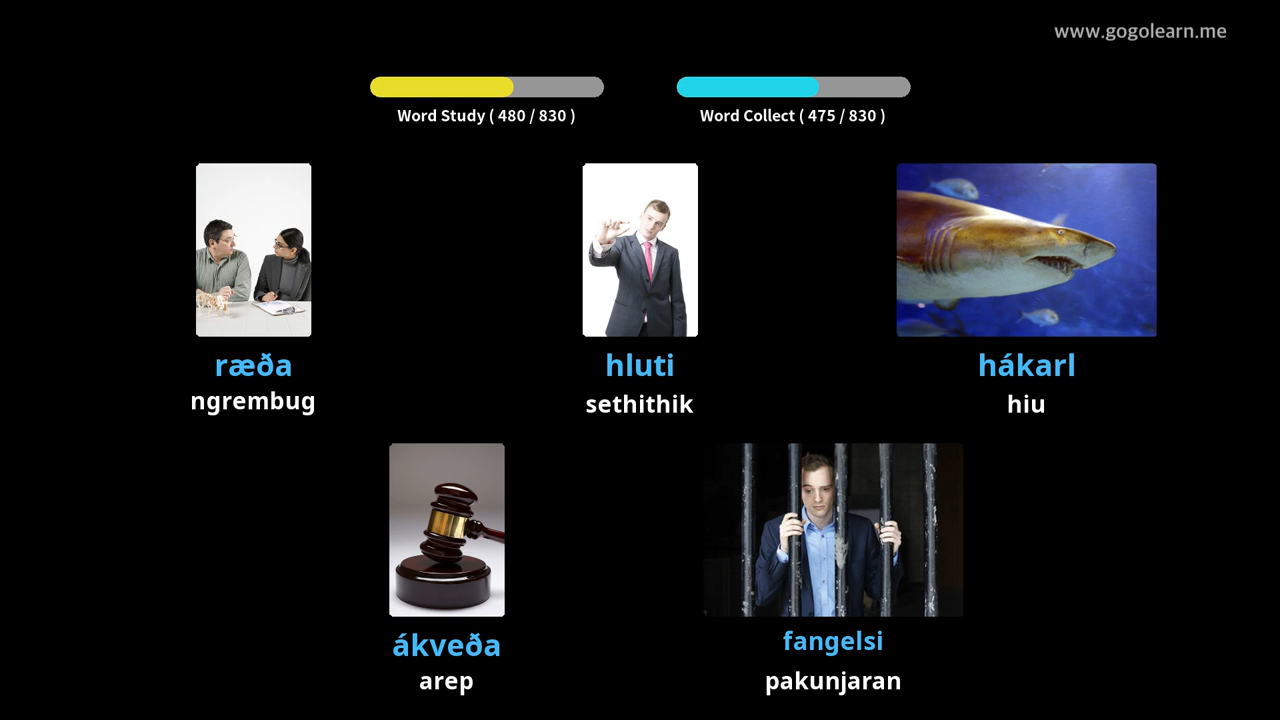 www.gogolearn.me
Word Study ( 480 / 830 )
Word Collect ( 475 / 830 )
ræða
ngrembug
hluti
sethithik
hákarl
hiu
ákveða
arep
fangelsi
pakunjaran